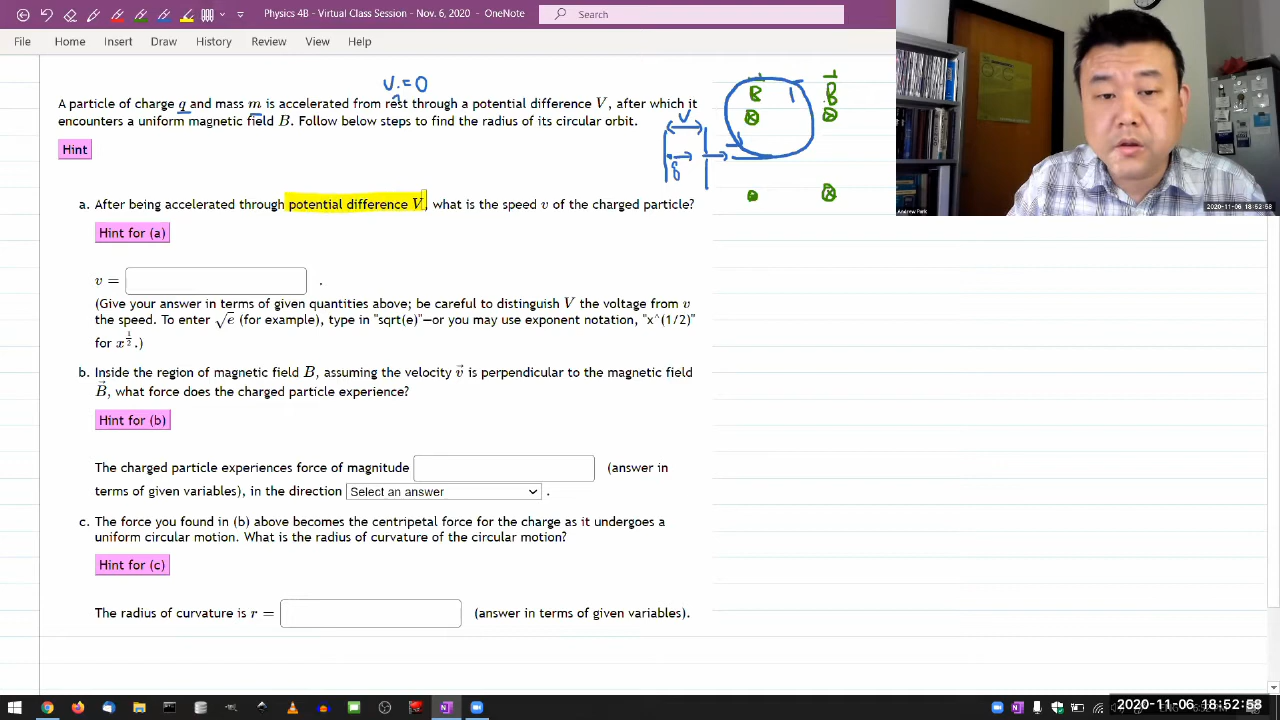 Physics 4B - Virtual Class Session - Nov. 6, 2020 - OneNote
Search
File Home Insert Draw History Review View Help
V_i = 0
A particle of charge q and mass m is accelerated from rest through a potential difference V, after which it
encounters a uniform magnetic field B. Follow below steps to find the radius of its circular orbit.
Hint
V
B
B
B
q
a. After being accelerated through potential difference V, what is the speed v of the charged particle?
Hint for (a)
v = .
(Give your answer in terms of given quantities above; be careful to distinguish V the voltage from v
the speed. To enter √e (for example), type in "sqrt(e)"—or you may use exponent notation, "x^(1/2)"
for x^{1/2}.)
b. Inside the region of magnetic field B, assuming the velocity v⃗ is perpendicular to the magnetic field
B⃗, what force does the charged particle experience?
Hint for (b)
The charged particle experiences force of magnitude (answer in
terms of given variables), in the direction Select an answer .
c. The force you found in (b) above becomes the centripetal force for the charge as it undergoes a
uniform circular motion. What is the radius of curvature of the circular motion?
Hint for (c)
The radius of curvature is r = (answer in terms of given variables).
Andrew Park
2020-11-06 18:52:58
2020-11-06 18:52:58